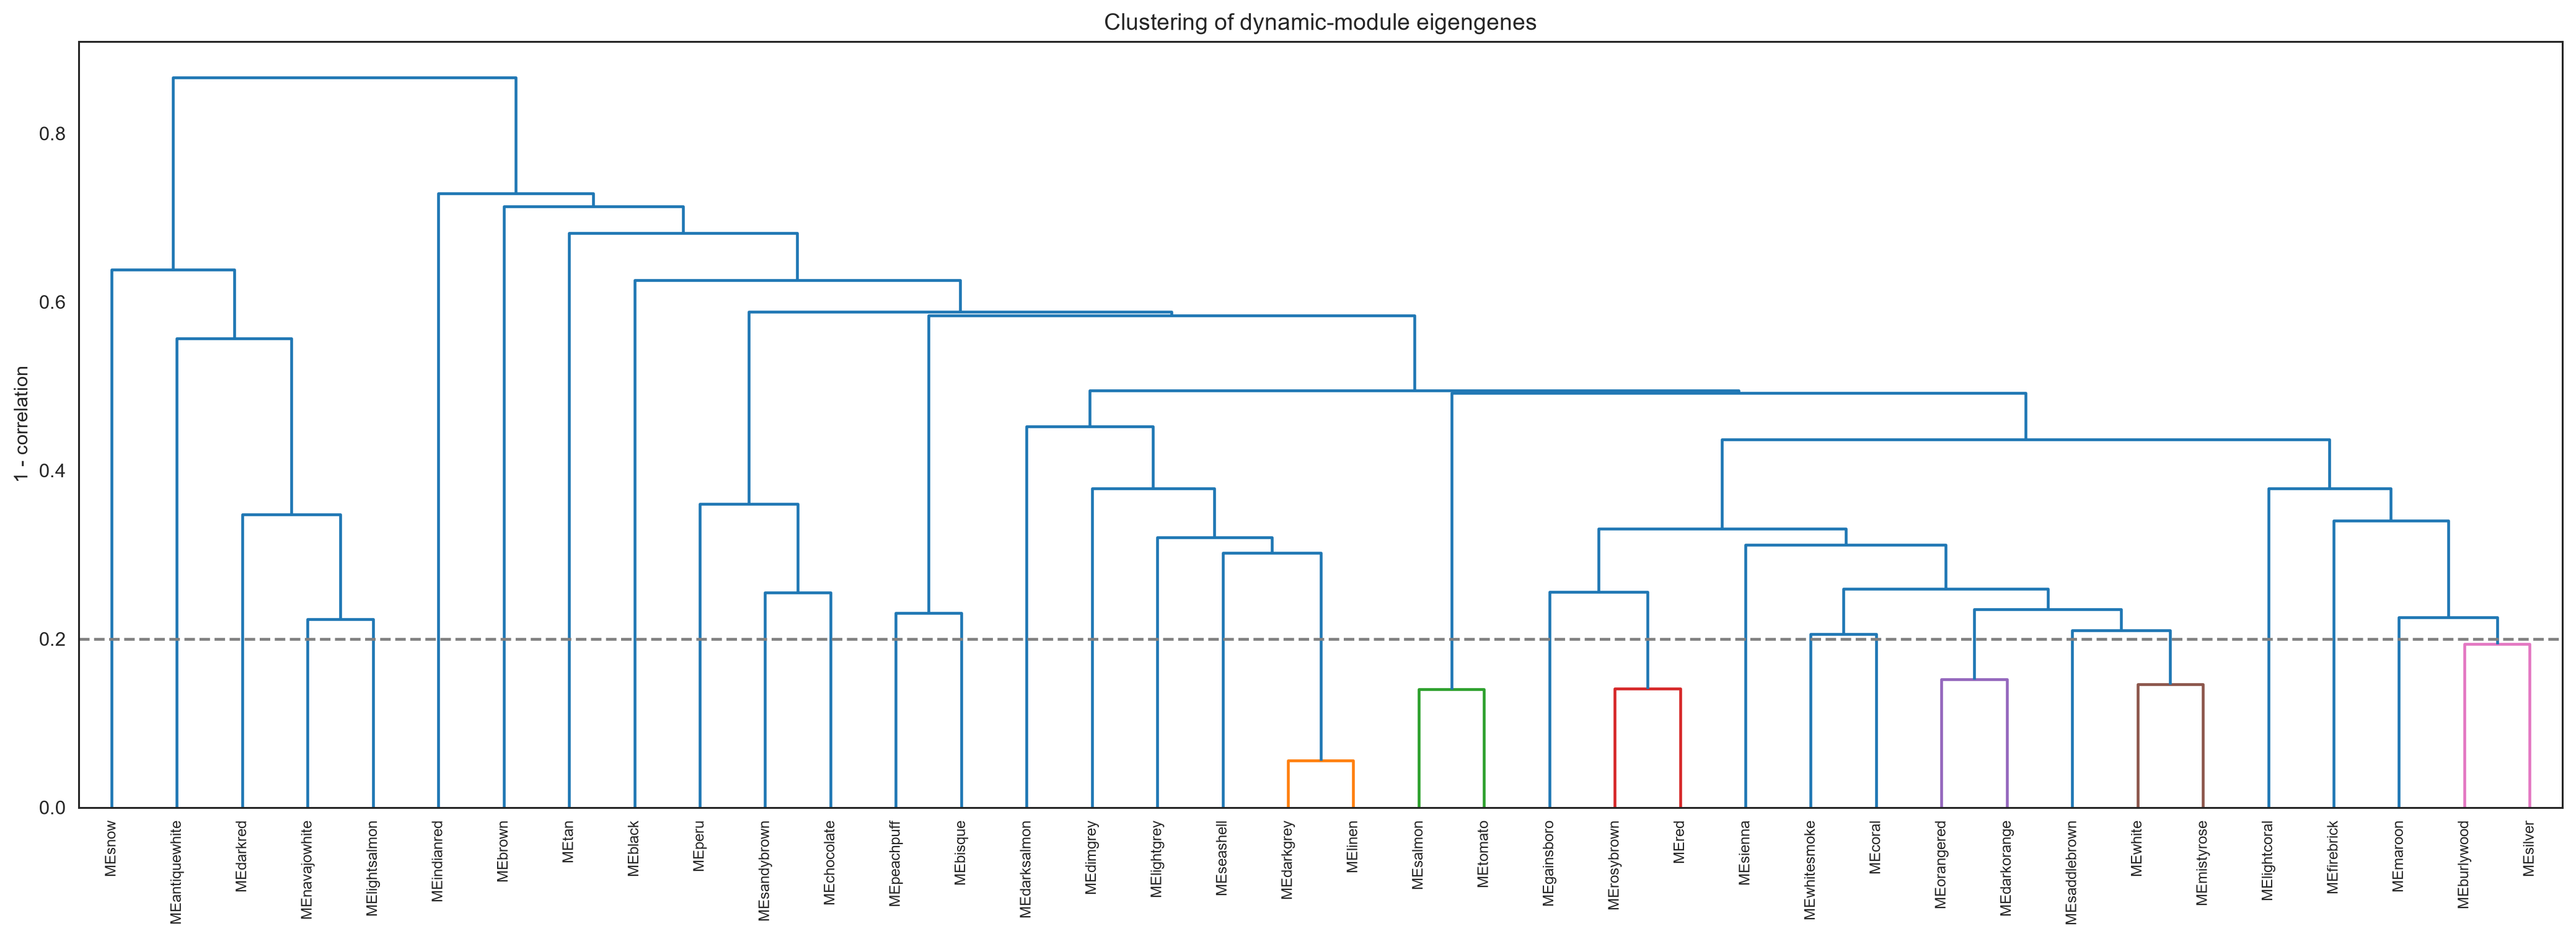 Clustering of dynamic-module eigengenes
1 - correlation
0.8
0.6
0.4
0.2
0.0
MEsnow
MEantiquewhite
MEdarkred
MEnavajowhite
MElightsalmon
MEindianred
MEbrown
MEtan
MEblack
MEperu
MEsandybrown
MEchocolate
MEpeachpuff
MEbisque
MEdarksalmon
MEdimgrey
MElightgrey
MEseashell
MEdarkgrey
MElinen
MEsalmon
MEtomato
MEgainsboro
MErosybrown
MEred
MEsienna
MEwhitesmoke
MEcoral
MEorangered
MEdarkorange
MEsaddlebrown
MEwhite
MEmistyrose
MElightcoral
MEfirebrick
MEmaroon
MEburlywood
MEsilver